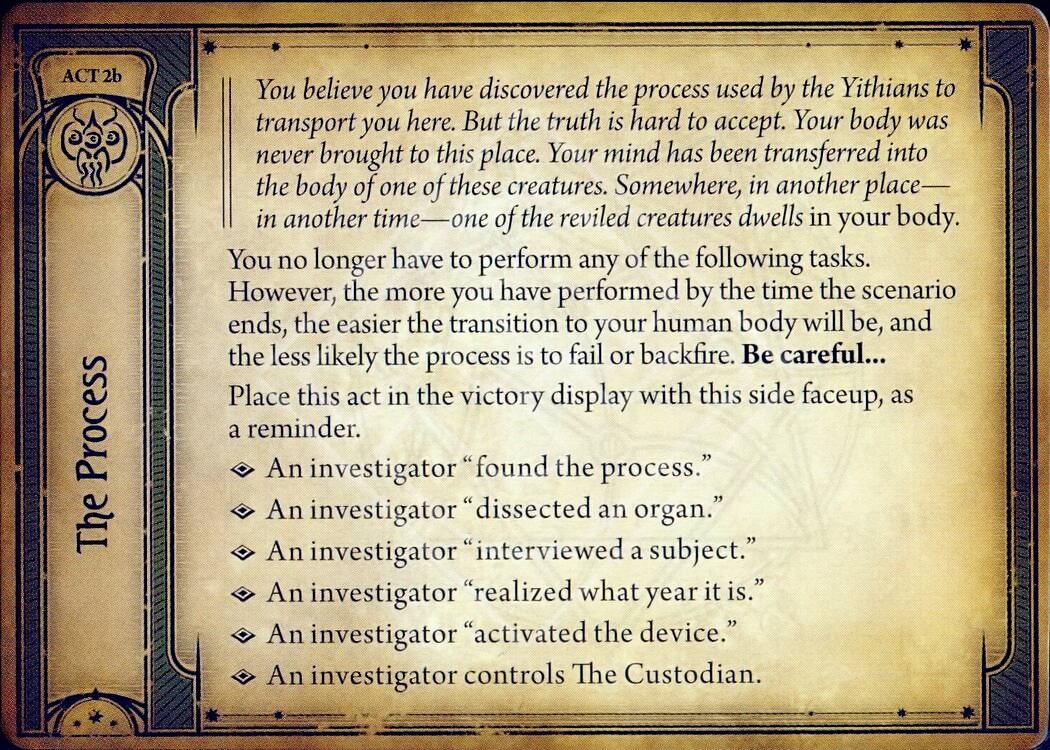 ACT 2b
The Process
You believe you have discovered the process used by the Yithians to
transport you here. But the truth is hard to accept. Your body was
never brought to this place. Your mind has been transferred into
the body of one of these creatures. Somewhere, in another place—
in another time—one of the reviled creatures dwells in your body.
You no longer have to perform any of the following tasks.
However, the more you have performed by the time the scenario
ends, the easier the transition to your human body will be, and
the less likely the process is to fail or backfire. Be careful...
Place this act in the victory display with this side faceup, as
a reminder.
An investigator “found the process.”
An investigator “dissected an organ.”
An investigator “interviewed a subject.”
An investigator “realized what year it is.”
An investigator “activated the device.”
An investigator controls The Custodian.